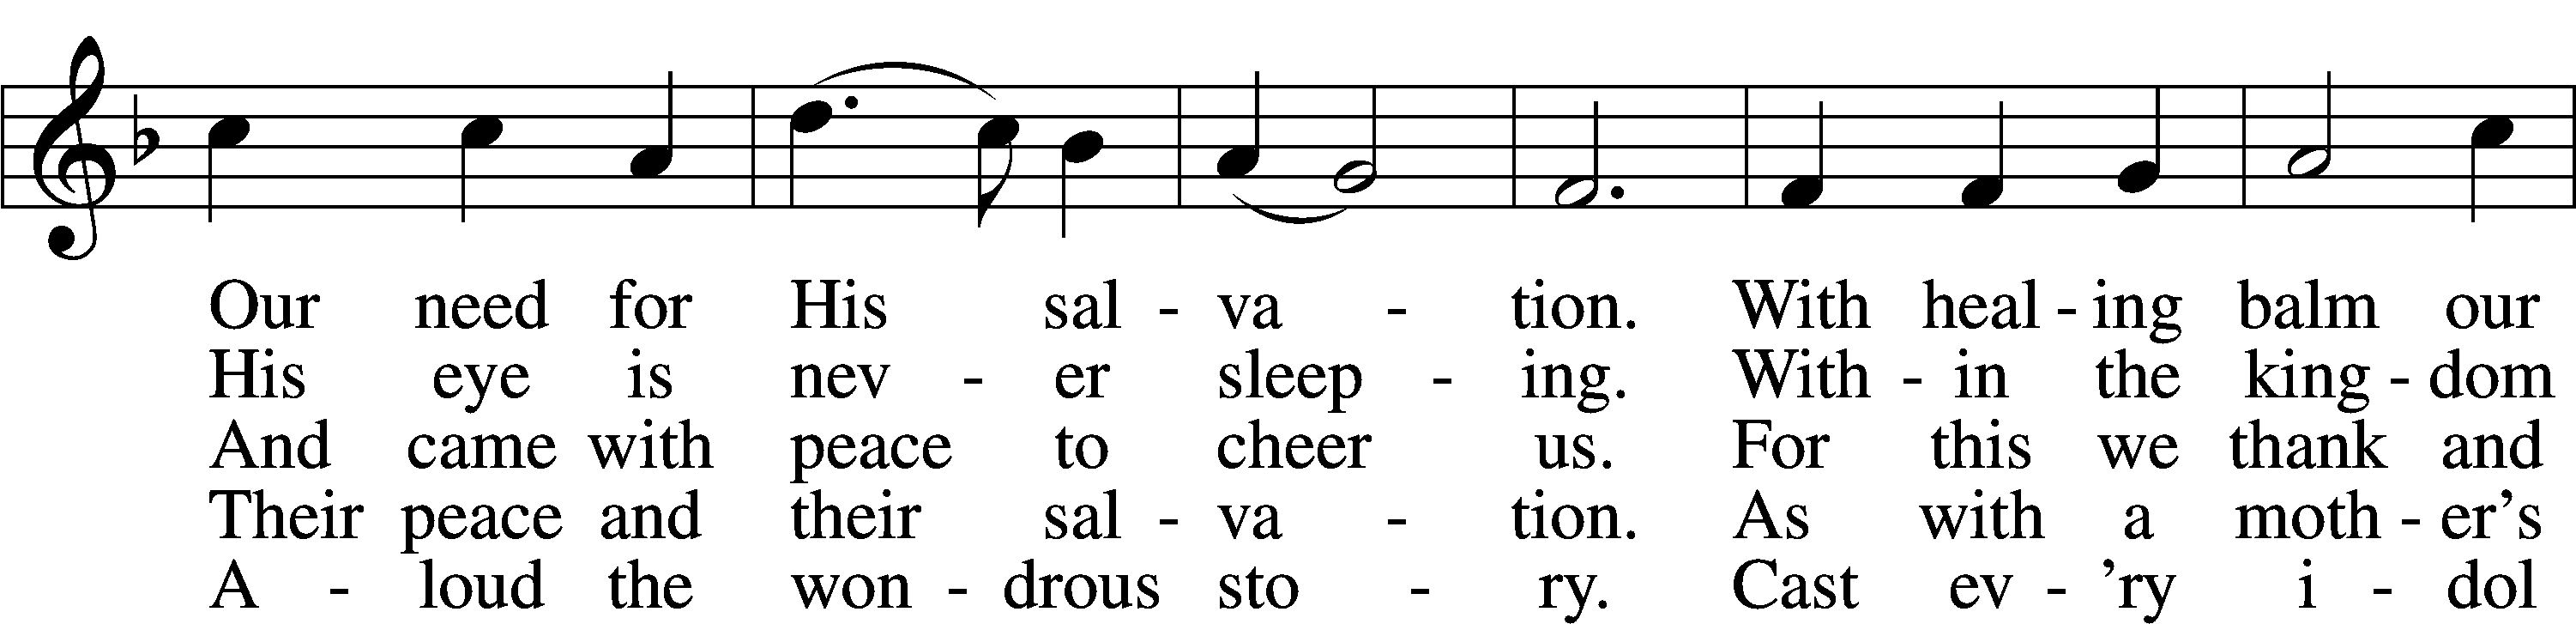 Our need for His sal - va - tion. With heal - ing balm our
His eye is nev - er sleep - ing. With - in the king - dom
And came with peace to cheer us. For this we thank and
Their peace and their sal - va - tion. As with a moth - er’s
A - loud the won - drous sto - ry. Cast ev - ’ry i - dol